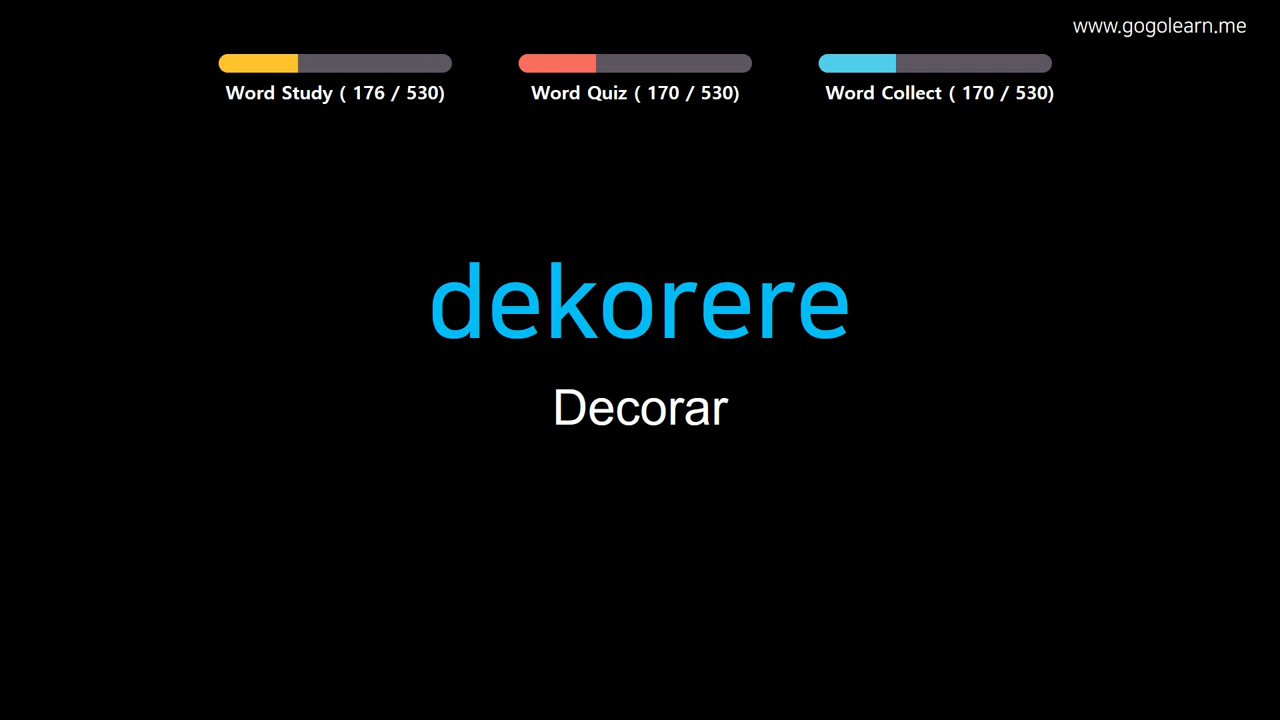 www.gogolearn.me
Word Study ( 176 / 530)
Word Quiz ( 170 / 530)
Word Collect ( 170 / 530)
dekorere
Decorar